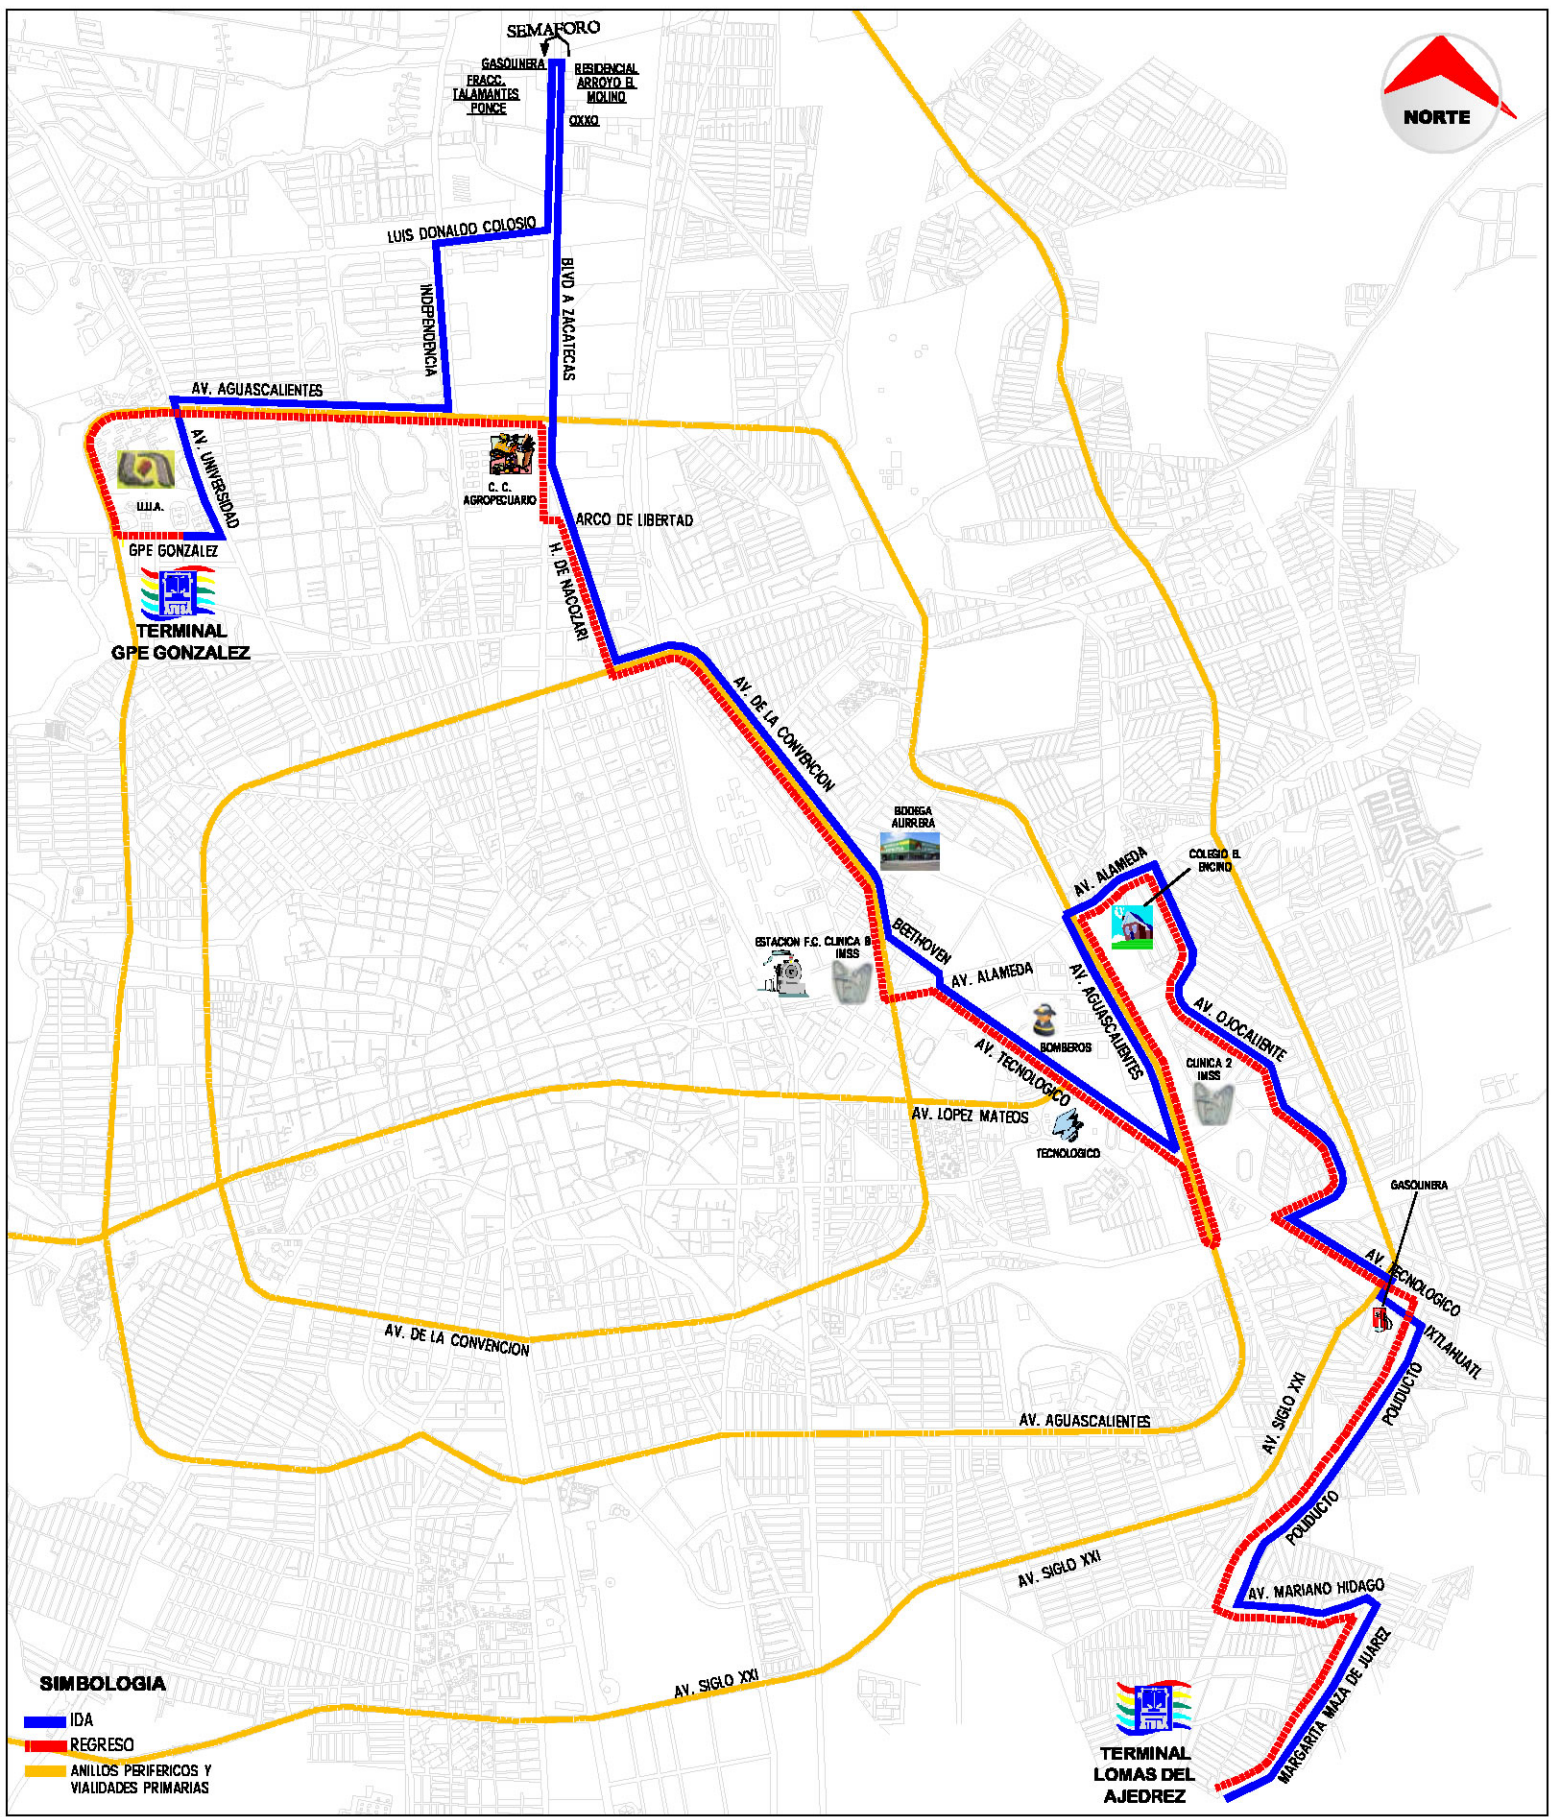 SEMAFORO
GASOLINERA
FRACC.
TALAMANTES
PONCE
RESIDENCIAL
ARROYO EL
MOLINO
OXXO
NORTE
LUIS DONALDO COLOSIO
INDEPENDENCIA
BLVD A ZACATECAS
AV. AGUASCALIENTES
AV. UNIVERSIDAD
U.U.A.
GPE GONZALEZ
TERMINAL
GPE GONZALEZ
C. C.
AGROPECUARIO
ARCO DE LIBERTAD
H. DE NACOZARI
AV. DE LA CONVENCION
BODEGA
AURRERA
AV. ALAMEDA
COLEGIO EL
ENCINO
ESTACION F.C.
CLINICA 8
IMSS
BEETHOVEN
AV. ALAMEDA
AV. AGUASCALIENTES
AV. OJOCALIENTE
BOMBEROS
AV. TECNOLOGICO
CLINICA 2
IMSS
AV. LOPEZ MATEOS
TECNOLOGICO
GASOLINERA
AV. TECNOLOGICO
IXTLAHUATL
AV. DE LA CONVENCION
POLIDUCTO
AV. SIGLO XXI
AV. AGUASCALIENTES
POLIDUCTO
AV. SIGLO XXI
AV. MARIANO HIDAGO
MARGARITA MAZA DE JUAREZ
AV. SIGLO XXI
TERMINAL
LOMAS DEL
AJEDREZ
SIMBOLOGIA
IDA
REGRESO
ANILLOS PERIFERICOS Y
VIALIDADES PRIMARIAS